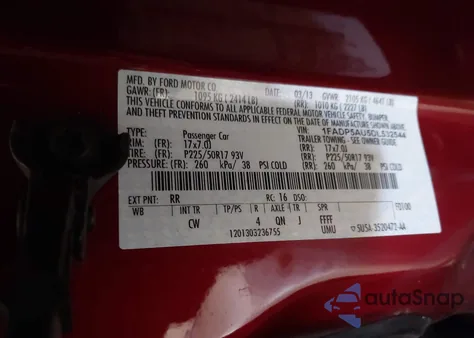 MFD. BY FORD MOTOR CO.
DATE: 03/13 GVWR: 2105 KG ( 4641 LB)
GAWR: (FR): 1095 KG ( 2414 LB) (RR): 1010 KG ( 2227 LB)
THIS VEHICLE CONFORMS TO ALL APPLICABLE FEDERAL MOTOR VEHICLE SAFETY, BUMPER,
AND THEFT PREVENTION STANDARDS IN EFFECT ON THE DATE OF MANUFACTURE SHOWN ABOVE.
VIN: 1FADP5AU5DL532544
TYPE: Passenger Car TRAILER TOWING - SEE OWNER GUIDE
RIM: (FR) 17x7.0J (RR) 17x7.0J
TIRE: (FR) P225/50R17 93V (RR) P225/50R17 93V
PRESSURE: (FR) 260 kPa/ 38 PSI COLD (RR) 260 kPa/ 38 PSI COLD
EXT PNT: RR RC: 16 DSO:
WB INT TR TP/PS R AXLE TR SPR
CW 4 QN J FFFF
1201303236755 UMU
5U5A-3520472-AA
autoSnap